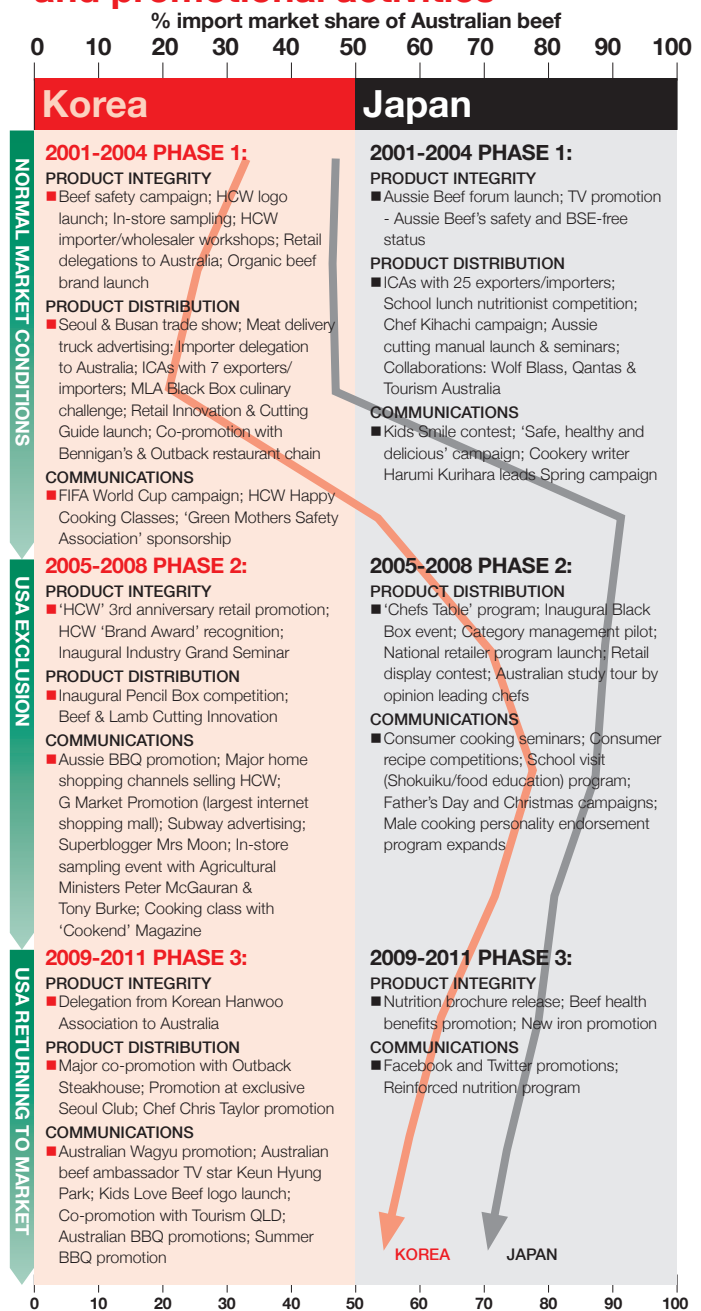 and promotional activities
% import market share of Australian beef
0 10 20 30 40 50 60 70 80 90 100
Korea
Japan
NORMAL MARKET CONDITIONS
USA EXCLUSION
USA RETURNING TO MARKET
2001-2004 PHASE 1:
PRODUCT INTEGRITY
Beef safety campaign; HCW logo
launch; In-store sampling; HCW
importer/wholesaler workshops; Retail
delegations to Australia; Organic beef
brand launch
PRODUCT DISTRIBUTION
Seoul & Busan trade show; Meat delivery
truck advertising; Importer delegation
to Australia; ICAs with 7 exporters/
importers; MLA Black Box culinary
challenge; Retail Innovation & Cutting
Guide launch; Co-promotion with
Bennigan's & Outback restaurant chain
COMMUNICATIONS
FIFA World Cup campaign; HCW Happy
Cooking Classes; 'Green Mothers Safety
Association' sponsorship
2005-2008 PHASE 2:
PRODUCT INTEGRITY
'HCW' 3rd anniversary retail promotion;
HCW 'Brand Award' recognition;
Inaugural Industry Grand Seminar
PRODUCT DISTRIBUTION
Inaugural Pencil Box competition;
Beef & Lamb Cutting Innovation
COMMUNICATIONS
Aussie BBQ promotion; Major home
shopping channels selling HCW;
G Market Promotion (largest internet
shopping mall); Subway advertising;
Superblogger Mrs Moon; In-store
sampling event with Agricultural
Ministers Peter McGauran &
Tony Burke; Cooking class with
'Cookend' Magazine
2009-2011 PHASE 3:
PRODUCT INTEGRITY
Delegation from Korean Hanwoo
Association to Australia
PRODUCT DISTRIBUTION
Major co-promotion with Outback
Steakhouse; Promotion at exclusive
Seoul Club; Chef Chris Taylor promotion
COMMUNICATIONS
Australian Wagyu promotion; Australian
beef ambassador TV star Keun Hyung
Park; Kids Love Beef logo launch;
Co-promotion with Tourism QLD;
Australian BBQ promotions; Summer
BBQ promotion
2001-2004 PHASE 1:
PRODUCT INTEGRITY
Aussie Beef forum launch; TV promotion
- Aussie Beef's safety and BSE-free
status
PRODUCT DISTRIBUTION
ICAs with 25 exporters/importers;
School lunch nutritionist competition;
Chef Kihachi campaign; Aussie
cutting manual launch & seminars;
Collaborations: Wolf Blass, Qantas &
Tourism Australia
COMMUNICATIONS
Kids Smile contest; 'Safe, healthy and
delicious' campaign; Cookery writer
Harumi Kurihara leads Spring campaign
2005-2008 PHASE 2:
PRODUCT DISTRIBUTION
'Chefs Table' program; Inaugural Black
Box event; Category management pilot;
National retailer program launch; Retail
display contest; Australian study tour by
opinion leading chefs
COMMUNICATIONS
Consumer cooking seminars; Consumer
recipe competitions; School visit
(Shokuiku/food education) program;
Father's Day and Christmas campaigns;
Male cooking personality endorsement
program expands
2009-2011 PHASE 3:
PRODUCT INTEGRITY
Nutrition brochure release; Beef health
benefits promotion; New iron promotion
COMMUNICATIONS
Facebook and Twitter promotions;
Reinforced nutrition program
KOREA
JAPAN
0 10 20 30 40 50 60 70 80 90 100